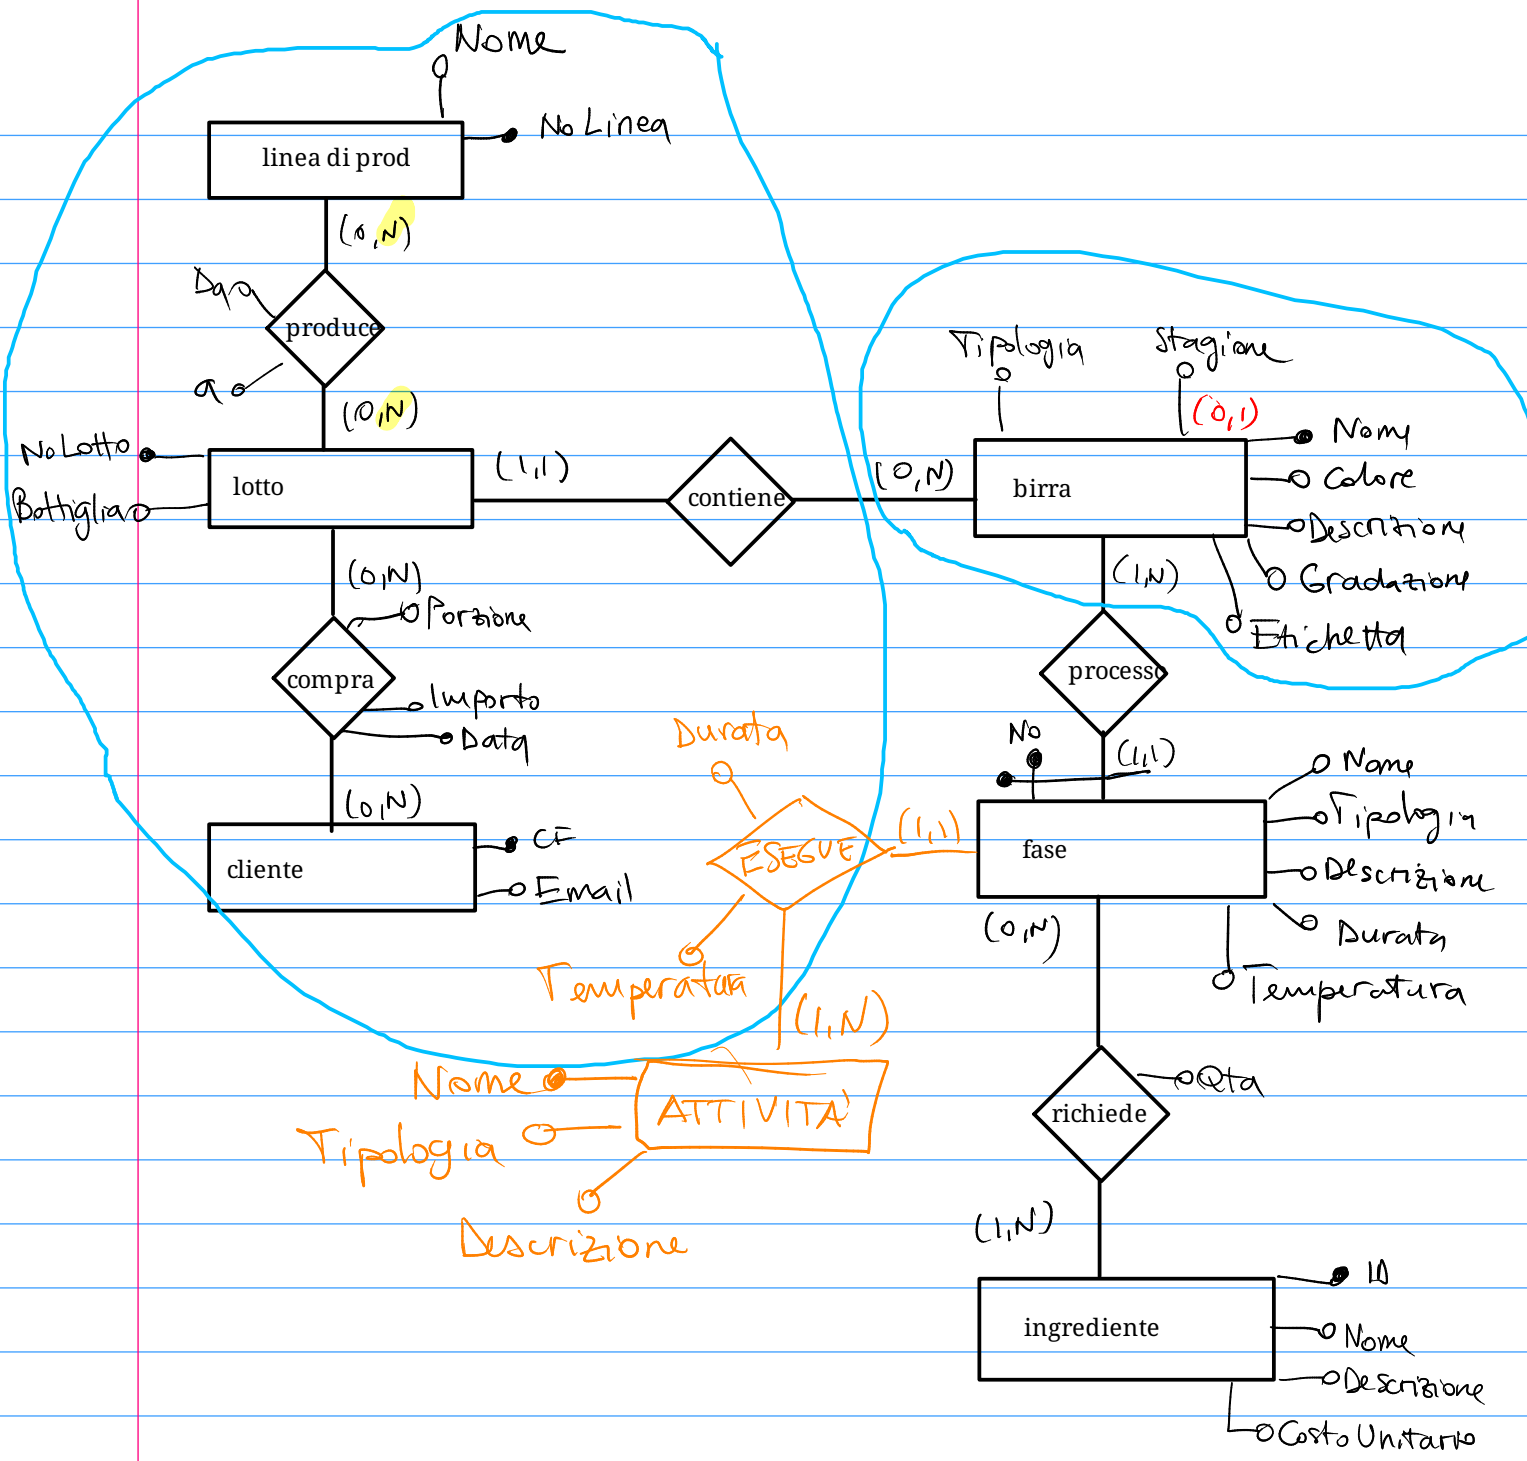 Nome
No Linea
linea di prod
(0,N)
Da
produce
a
(0,N)
Tipologia
Stagione
(0,1)
No Lotto
Bottiglia
lotto
(1,1)
contiene
(0,N)
birra
Nome
Colore
Descrizione
Gradazione
Etichetta
(0,N)
Porzione
compra
Importo
Data
(0,N)
cliente
CF
Email
(1,N)
processo
No
(1,1)
Durata
ESEGUE
(1,1)
Temperatura
(1,N)
fase
Nome
Tipologia
Descrizione
Durata
Temperatura
(0,N)
Nome
ATTIVITÀ
Tipologia
Descrizione
Qta
richiede
(1,N)
ingrediente
ID
Nome
Descrizione
Costo Unitario